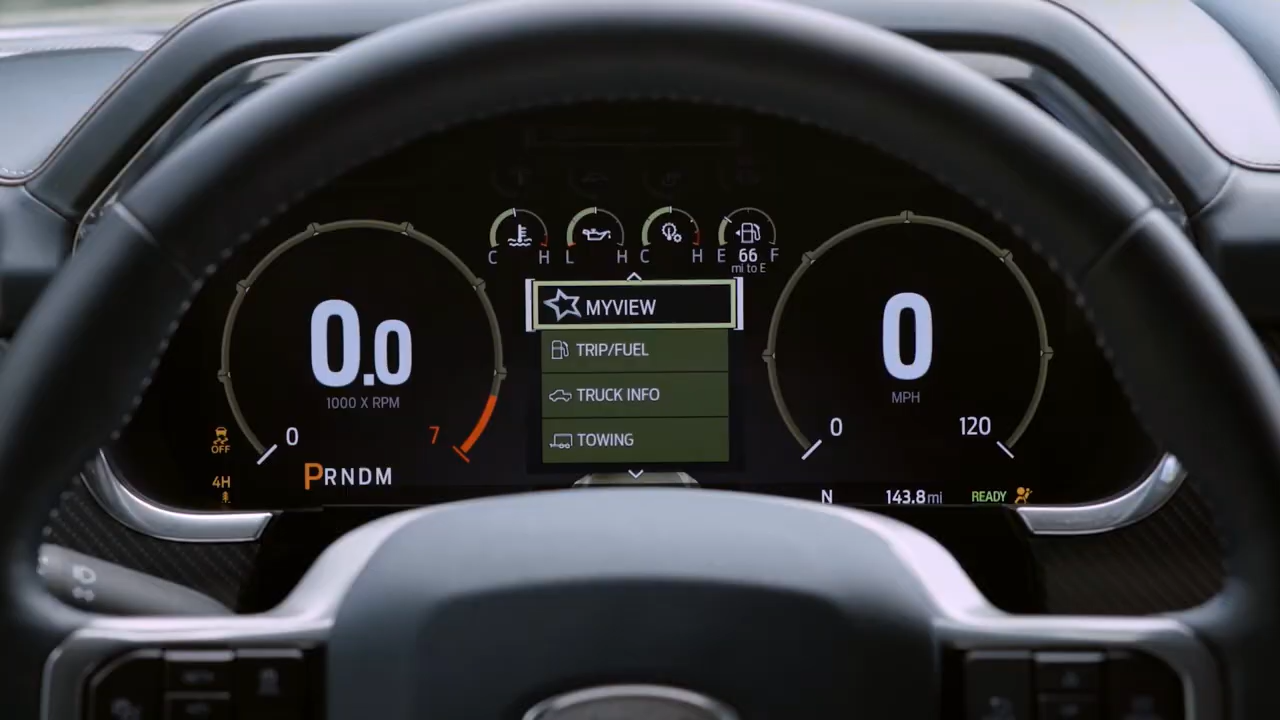 C H
L H
C H
E 66 F
mi to E
MYVIEW
TRIP/FUEL
TRUCK INFO
TOWING
0.0
1000 X RPM
0
7
OFF
4H
PRNDM
0
MPH
0
120
N
143.8mi
READY